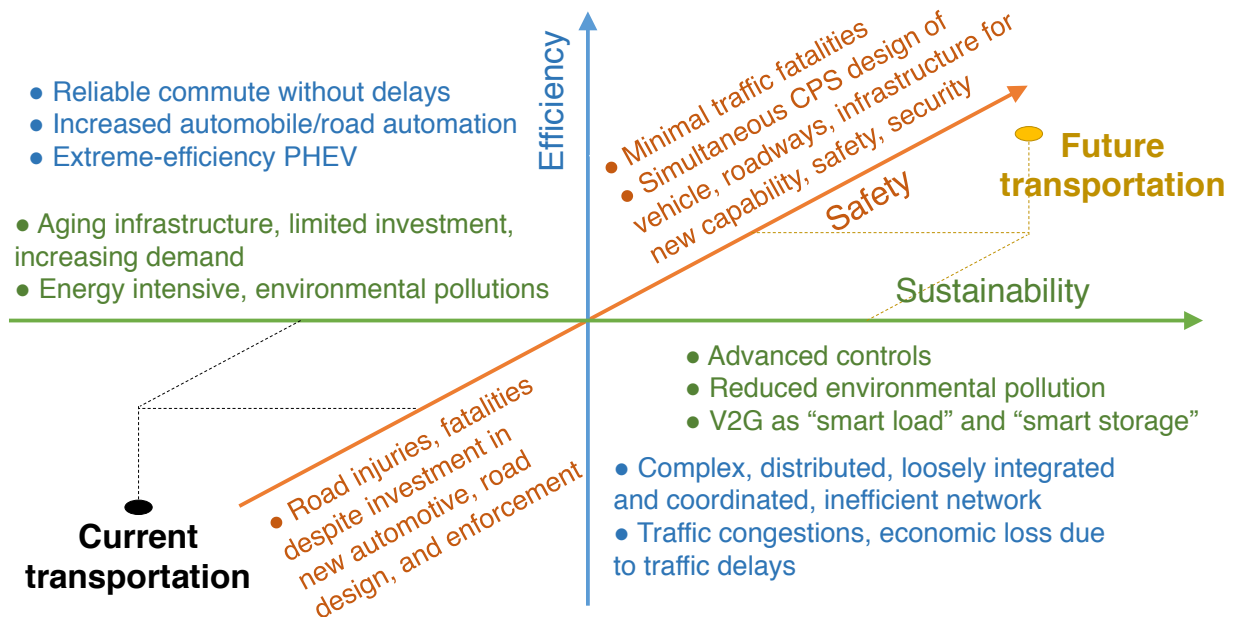 ● Reliable commute without delays
● Increased automobile/road automation
● Extreme-efficiency PHEV
Efficiency
● Minimal traffic fatalities
● Simultaneous CPS design of
vehicle, roadways, infrastructure for
new capability, safety, security
Safety
Future
transportation
● Aging infrastructure, limited investment,
increasing demand
● Energy intensive, environmental pollutions
Sustainability
● Advanced controls
● Reduced environmental pollution
● V2G as “smart load” and “smart storage”
● Road injuries, fatalities
despite investment in
new automotive, road
design, and enforcement
● Complex, distributed, loosely integrated
and coordinated, inefficient network
● Traffic congestions, economic loss due
to traffic delays
Current
transportation